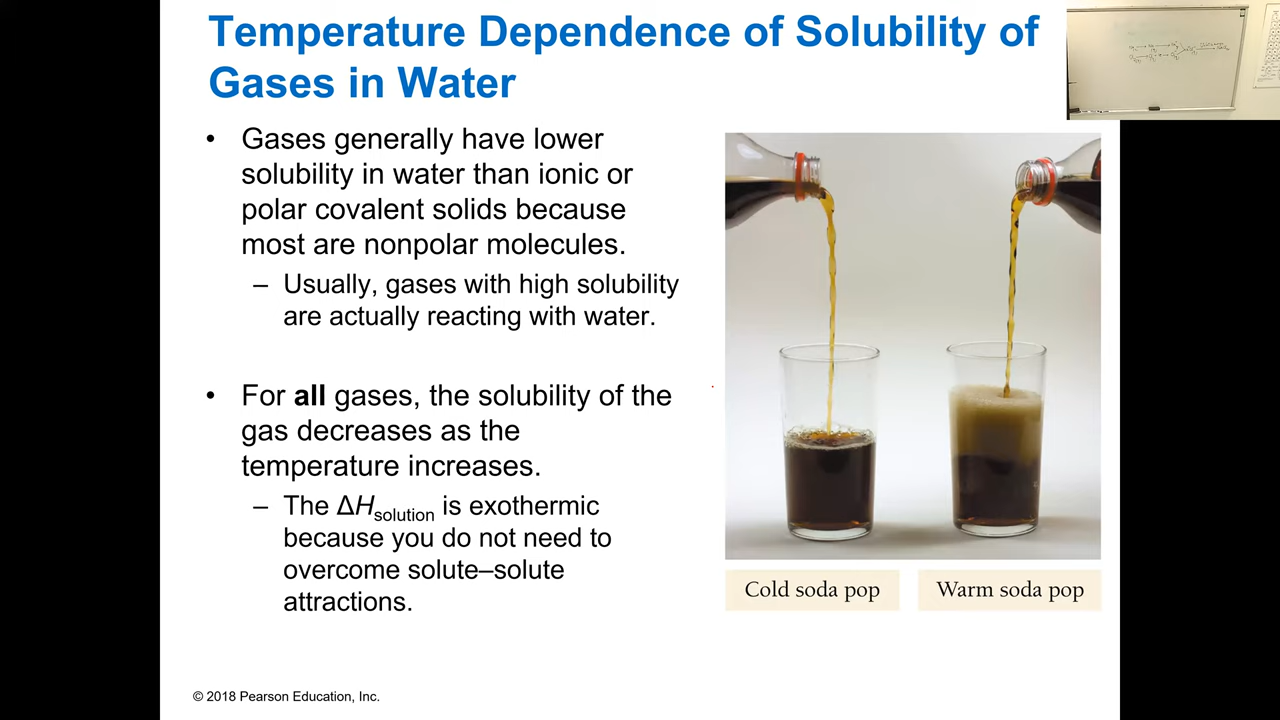 Temperature Dependence of Solubility of
Gases in Water
• Gases generally have lower
solubility in water than ionic or
polar covalent solids because
most are nonpolar molecules.
– Usually, gases with high solubility
are actually reacting with water.
• For all gases, the solubility of the
gas decreases as the
temperature increases.
– The ΔHsolution is exothermic
because you do not need to
overcome solute–solute
attractions.
Cold soda pop
Warm soda pop
© 2018 Pearson Education, Inc.